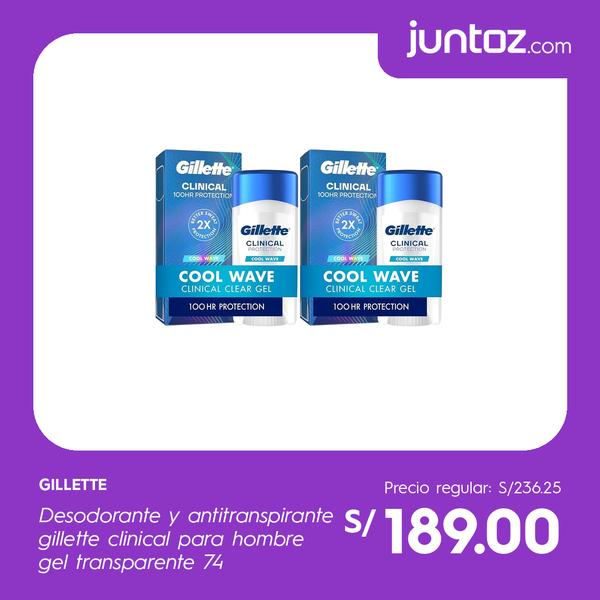 juntoz.com
Gillette
CLINICAL
100HR PROTECTION
BETTER SWEAT
2X
PROTECTION
COOL WAVE
Gillette
CLINICAL
PROTECTION
COOL WAVE
COOL WAVE
CLINICAL CLEAR GEL
100 HR PROTECTION
Gillette
CLINICAL
100HR PROTECTION
BETTER SWEAT
2X
PROTECTION
COOL WAVE
Gillette
CLINICAL
PROTECTION
COOL WAVE
COOL WAVE
CLINICAL CLEAR GEL
100 HR PROTECTION
GILLETTE
Desodorante y antitranspirante
gillette clinical para hombre
gel transparente 74
Precio regular: S/236.25
S/189.00